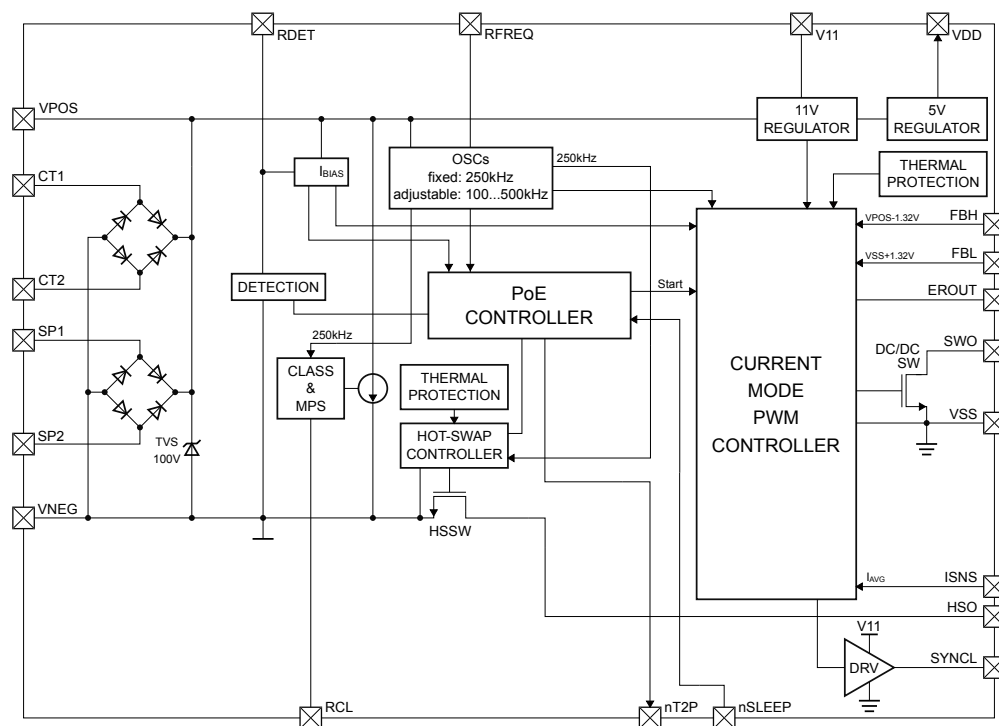 RDET
RFREQ
V11
VDD
VPOS
11V
REGULATOR
5V
REGULATOR
CT1
IBIAS
OSCs
fixed: 250kHz
adjustable: 100...500kHz
250kHz
THERMAL
PROTECTION
VPOS-1.32V
FBH
VSS+1.32V
FBL
CT2
DETECTION
PoE
CONTROLLER
Start
EROUT
SP1
250kHz
CLASS
&
MPS
THERMAL
PROTECTION
CURRENT
MODE
PWM
CONTROLLER
DC/DC
SW
SWO
SP2
TVS
100V
HOT-SWAP
CONTROLLER
VSS
VNEG
HSSW
IAVG
ISNS
HSO
V11
DRV
SYNCL
RCL
nT2P
nSLEEP